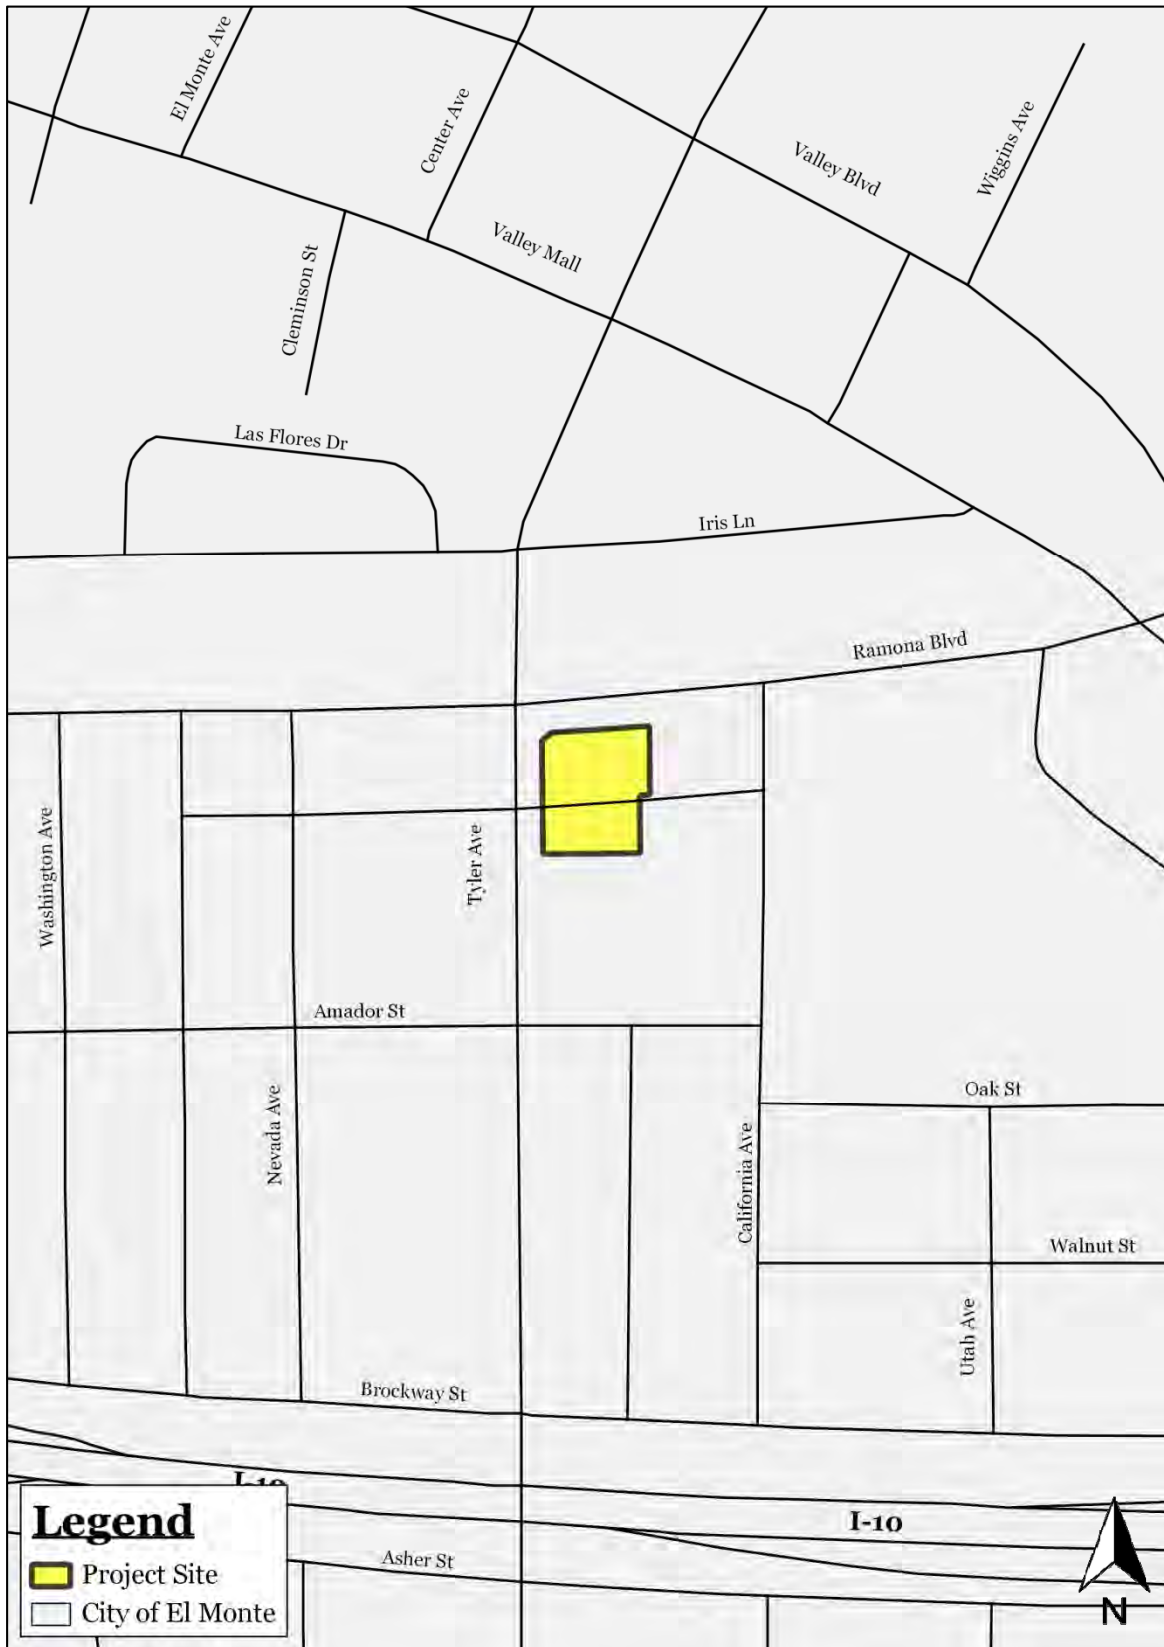 El Monte Ave
Center Ave
Valley Blvd
Wiggins Ave
Valley Mall
Cleminson St
Las Flores Dr
Iris Ln
Ramona Blvd
Washington Ave
Tyler Ave
Amador St
Nevada Ave
Oak St
California Ave
Walnut St
Utah Ave
Brockway St
I-10
I-10
Asher St
Legend
Project Site
City of El Monte
N